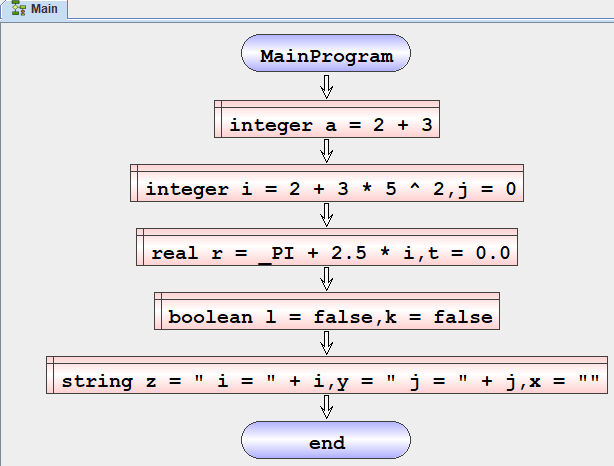 Main
MainProgram
integer a = 2 + 3
integer i = 2 + 3 * 5 ^ 2,j = 0
real r = _PI + 2.5 * i,t = 0.0
boolean l = false,k = false
string z = " i = " + i,y = " j = " + j,x = ""
end